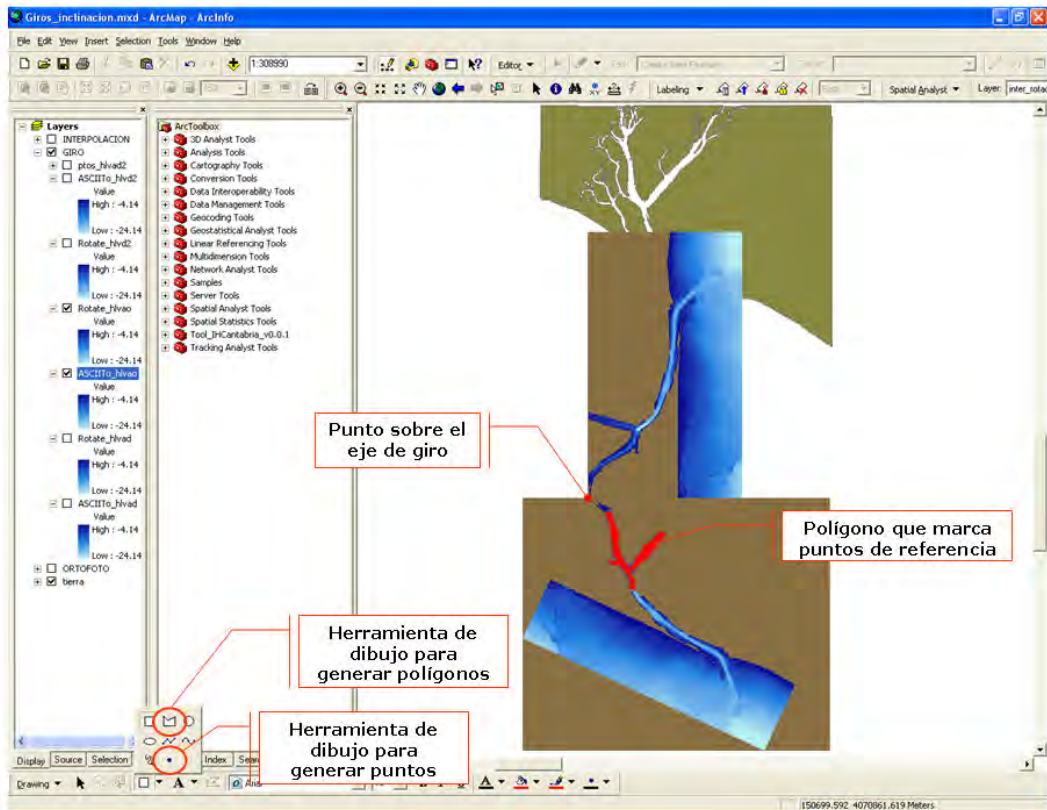 Giros_inclinacion.mxd - ArcMap - ArcInfo
File Edit View Insert Selection Tools Window Help
1:308990
Editor
Labeling
Spatial Analyst
Layer:
Layers
INTERPOLACION
GIRO
ptos_hlvad2
ASCIITo_hlvd2
Value
High : -4.14
Low : -24.14
Rotate_hlvd2
Value
High : -4.14
Low : -24.14
Rotate_hlvao
Value
High : -4.14
Low : -24.14
ASCIITo_hlvao
Value
High : -4.14
Low : -24.14
Rotate_hlvad
Value
High : -4.14
Low : -24.14
ASCIITo_hlvad
Value
High : -4.14
Low : -24.14
ORTOFOTO
tierra
ArcToolbox
3D Analyst Tools
Analysis Tools
Cartography Tools
Conversion Tools
Data Interoperability Tools
Data Management Tools
Geocoding Tools
Geostatistical Analyst Tools
Linear Referencing Tools
Multidimension Tools
Network Analyst Tools
Samples
Server Tools
Spatial Analyst Tools
Spatial Statistics Tools
Tool_IHCantabria_v0.0.1
Tracking Analyst Tools
Punto sobre el
eje de giro
Polígono que marca
puntos de referencia
Herramienta de
dibujo para
generar polígonos
Herramienta de
dibujo para
generar puntos
Display Source Selection Index
Drawing
A
A
150699.592 4070861.619 Meters